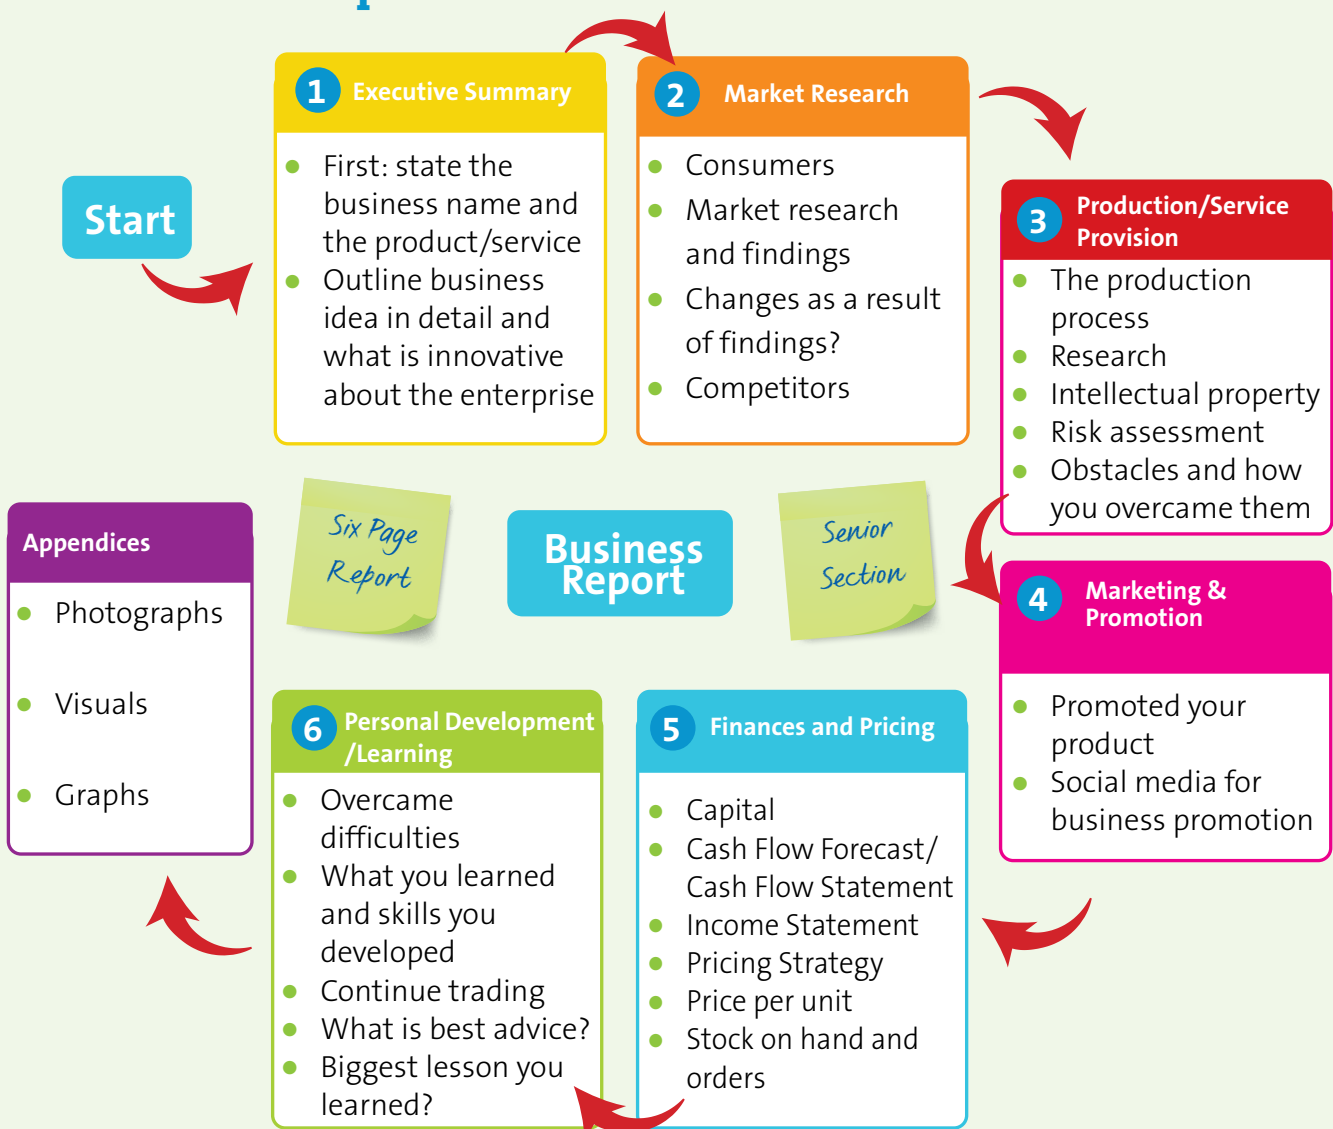 Start
1 Executive Summary
First: state the
business name and
the product/service
Outline business
idea in detail and
what is innovative
about the enterprise
2 Market Research
Consumers
Market research
and findings
Changes as a result
of findings?
Competitors
3 Production/Service
Provision
The production
process
Research
Intellectual property
Risk assessment
Obstacles and how
you overcame them
Six Page
Report
Business
Report
Senior
Section
4 Marketing &
Promotion
Promoted your
product
Social media for
business promotion
5 Finances and Pricing
Capital
Cash Flow Forecast/
Cash Flow Statement
Income Statement
Pricing Strategy
Price per unit
Stock on hand and
orders
6 Personal Development
/Learning
Overcame
difficulties
What you learned
and skills you
developed
Continue trading
What is best advice?
Biggest lesson you
learned?
Appendices
Photographs
Visuals
Graphs